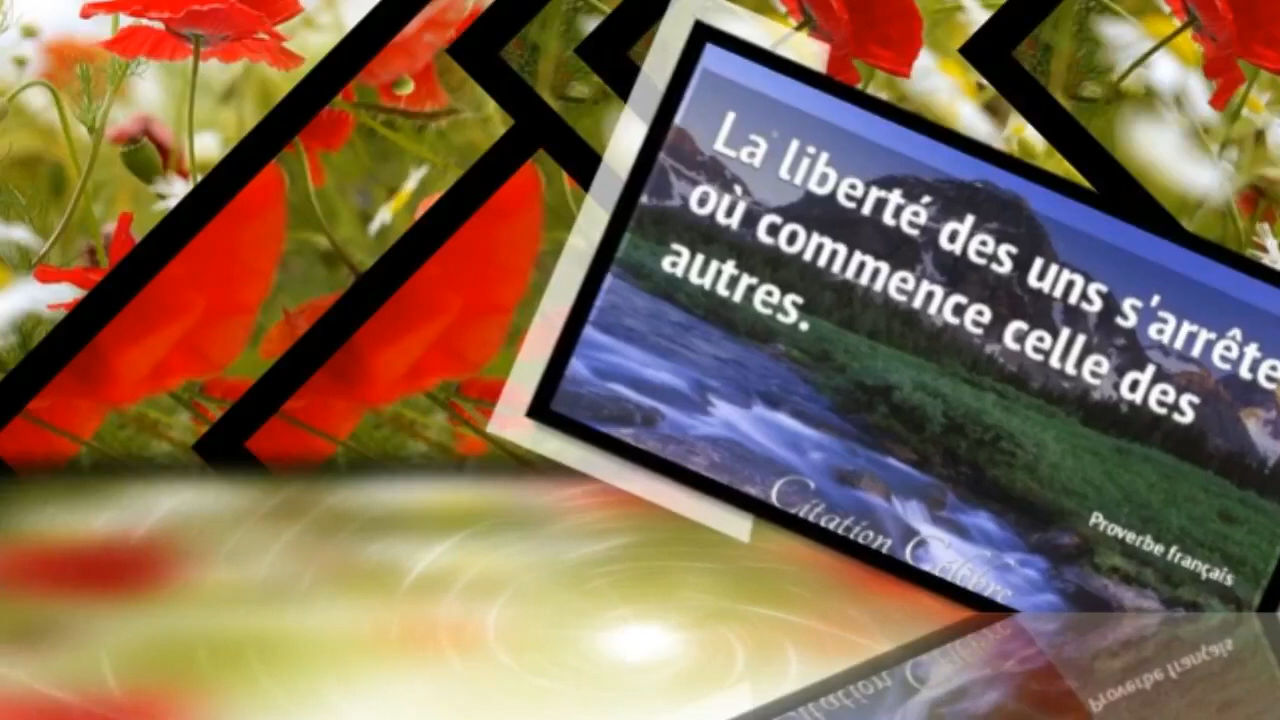 La liberté des uns s'arrête
où commence celle des
autres.
Proverbe français
Citation Célèbre